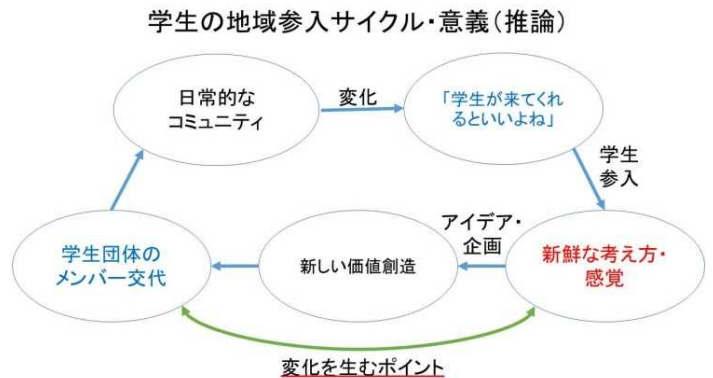 学生の地域参入サイクル・意義(推論)
日常的な
コミュニティ
変化
「学生が来てくれ
るといいよね」
学生
参入
新鮮な考え方・
感覚
アイデア・
企画
新しい価値創造
学生団体の
メンバー交代
変化を生むポイント